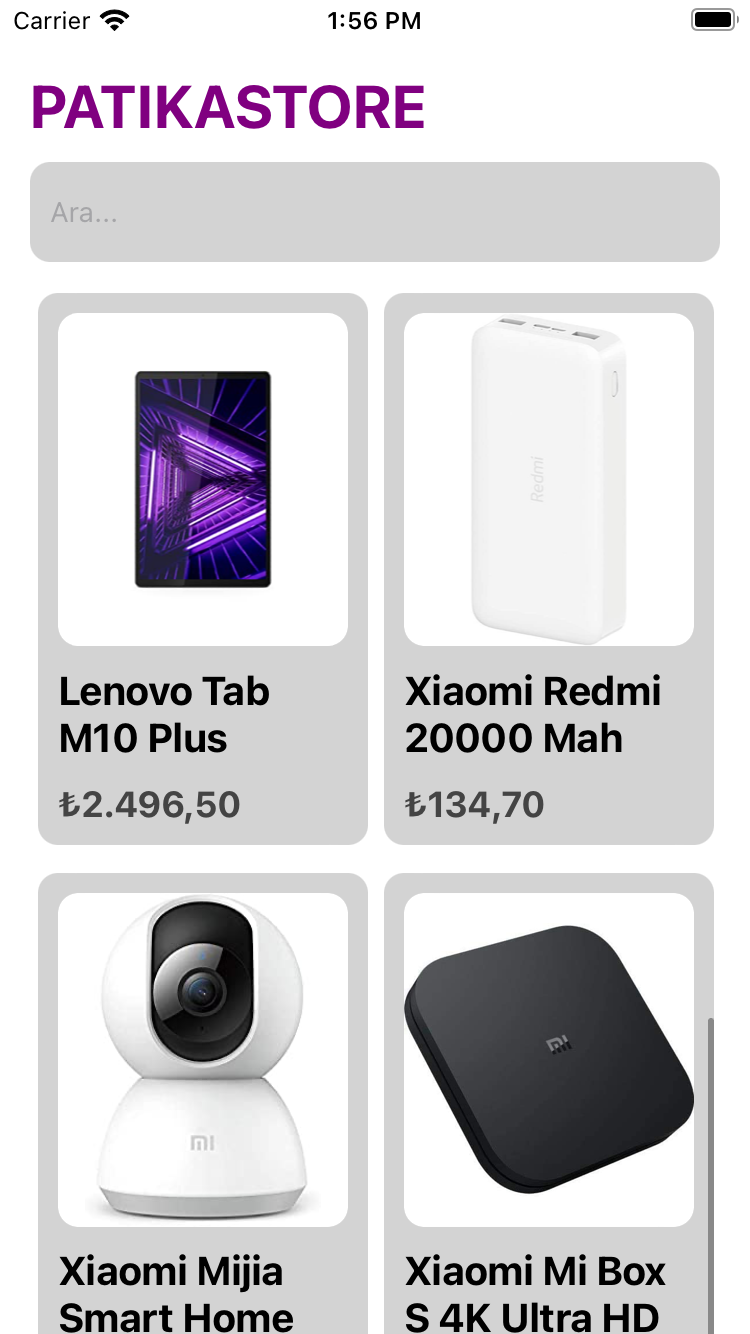 Carrier 1:56 PM
PATIKASTORE
Ara...
Redmi
Lenovo Tab
M10 Plus
₺2.496,50
Xiaomi Redmi
20000 Mah
₺134,70
mi
mi
Xiaomi Mijia
Smart Home
Xiaomi Mi Box
S 4K Ultra HD